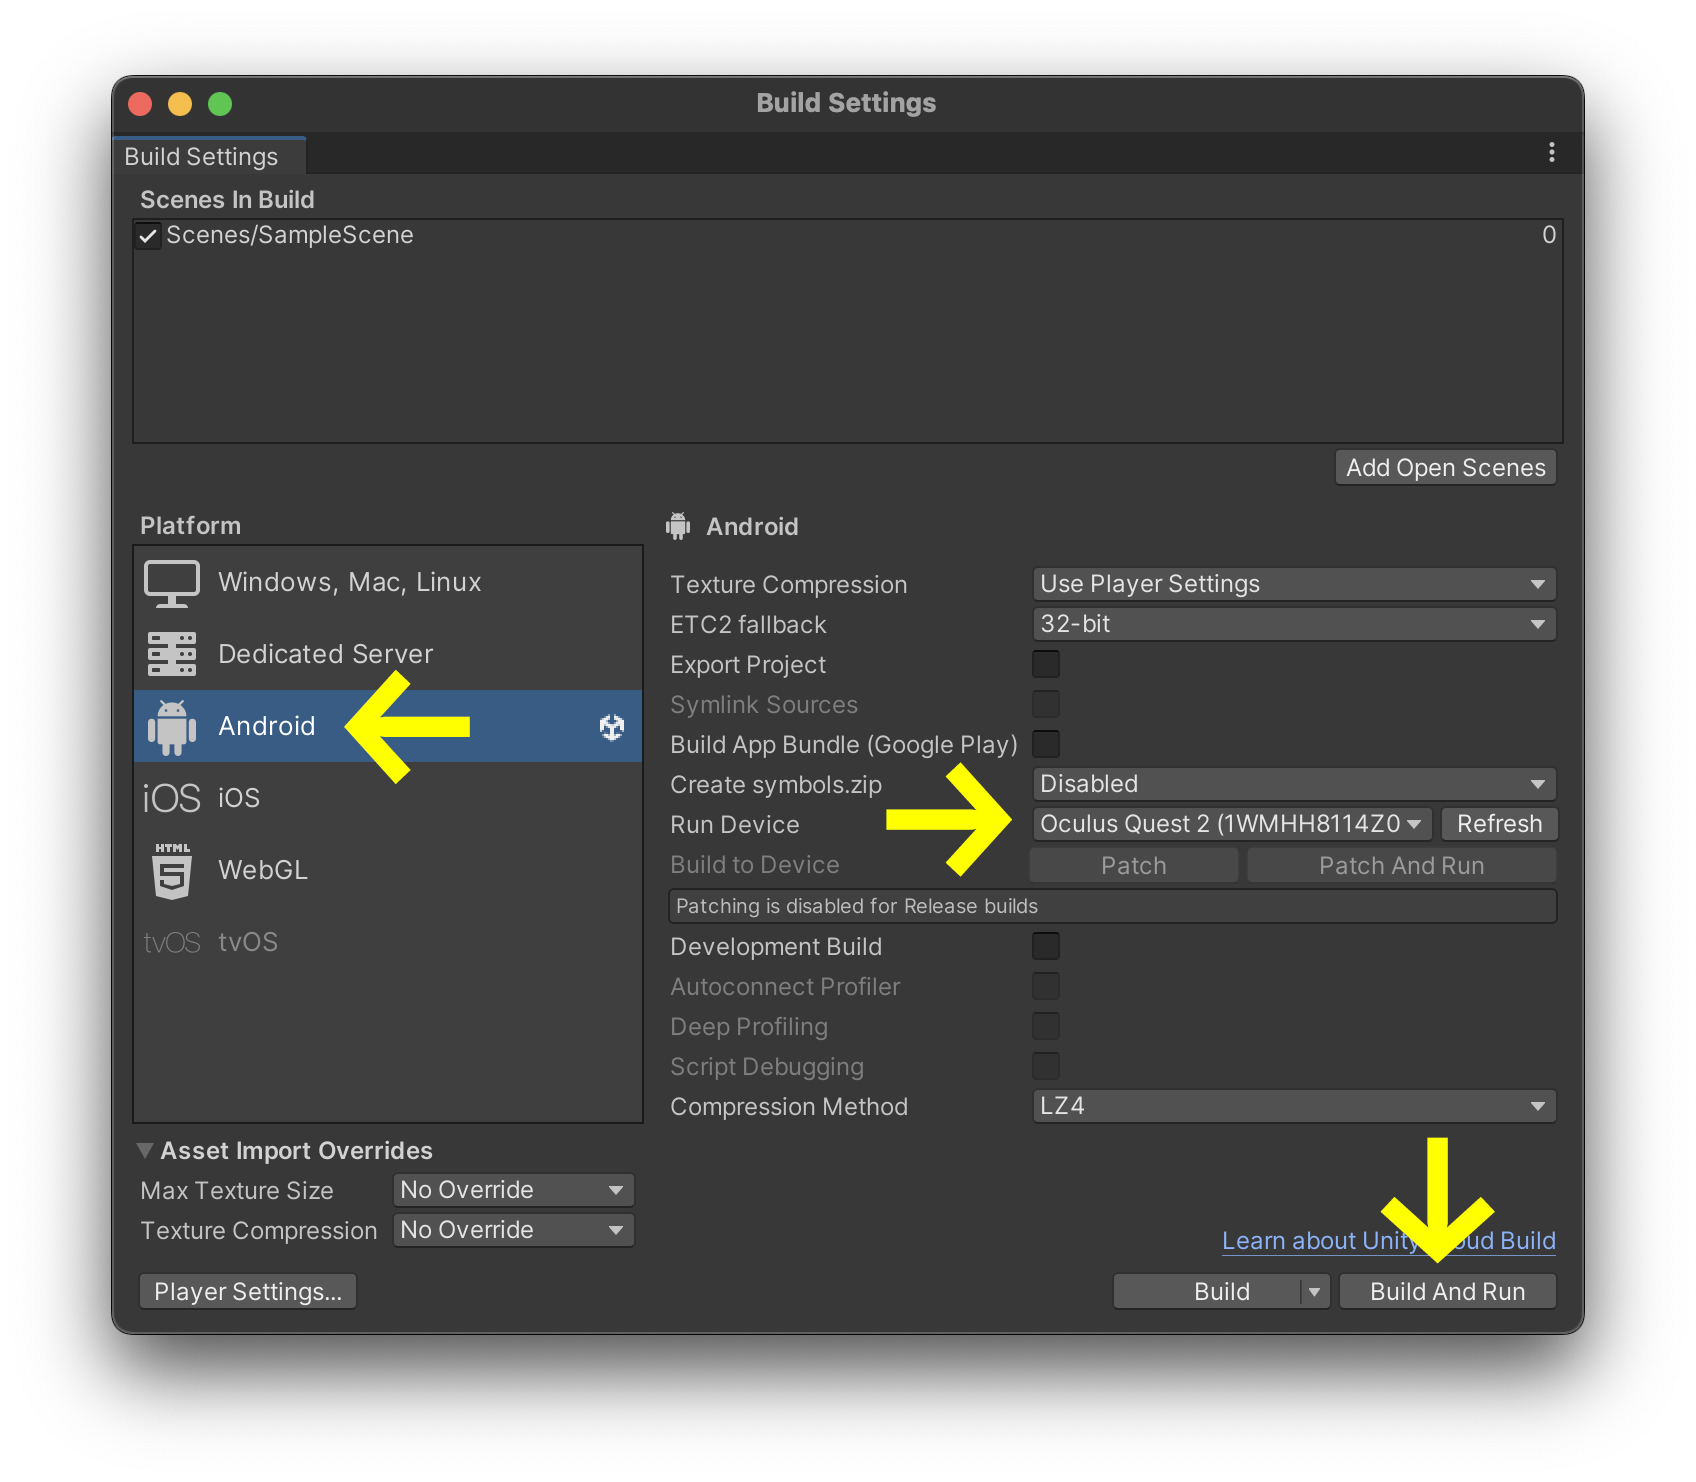 Build Settings
Build Settings
Scenes In Build
Scenes/SampleScene 0
Add Open Scenes
Platform
Windows, Mac, Linux
Dedicated Server
Android
iOS iOS
HTML 5 WebGL
tvOS tvOS
Android
Texture Compression Use Player Settings
ETC2 fallback 32-bit
Export Project
Symlink Sources
Build App Bundle (Google Play)
Create symbols.zip Disabled
Run Device Oculus Quest 2 (1WMHH8114Z0 Refresh
Build to Device Patch Patch And Run
Patching is disabled for Release builds
Development Build
Autoconnect Profiler
Deep Profiling
Script Debugging
Compression Method LZ4
Asset Import Overrides
Max Texture Size No Override
Texture Compression No Override
Learn about Unity Build
Player Settings... Build Build And Run